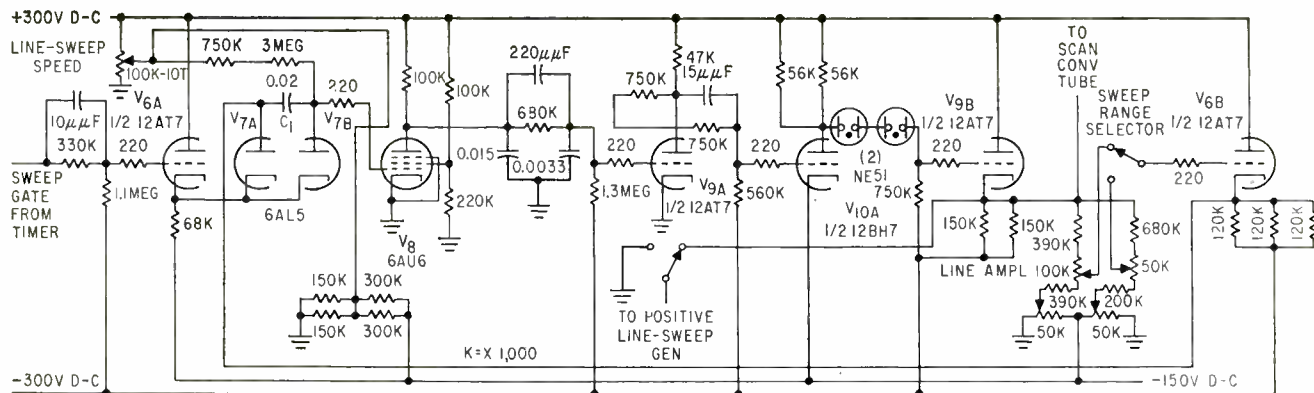 +300V D-C
LINE-SWEEP
SPEED
100K-10T
750K
3MEG
0.02
C1
220
V6A
1/2 12AT7
10μμF
330K
220
SWEEP
GATE FROM
TIMER
1.1MEG
68K
V7A
V7B
6AL5
100K
100K
220K
V8
6AU6
150K
300K
150K
300K
220μμF
680K
0.015
0.0033
750K
47K
15μμF
750K
220
1.3MEG
V9A
1/2 12AT7
560K
220
56K
56K
(2)
NE51
V10A
1/2 12BH7
V9B
1/2 12AT7
220
750K
150K
150K
LINE AMPL
TO
SCAN
CONV
TUBE
SWEEP
RANGE
SELECTOR
390K
100K
390K
50K
680K
50K
200K
50K
V6B
1/2 12AT7
220
120K
120K
120K
TO POSITIVE
LINE-SWEEP
GEN
K=X 1,000
-300V D-C
-150V D-C